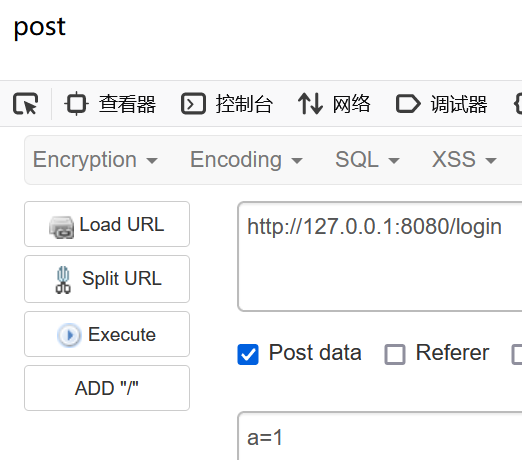 post
查看器 控制台 网络 调试器
Encryption Encoding SQL XSS
Load URL
http://127.0.0.1:8080/login
Split URL
Execute
Post data Referer
ADD "/"
a=1